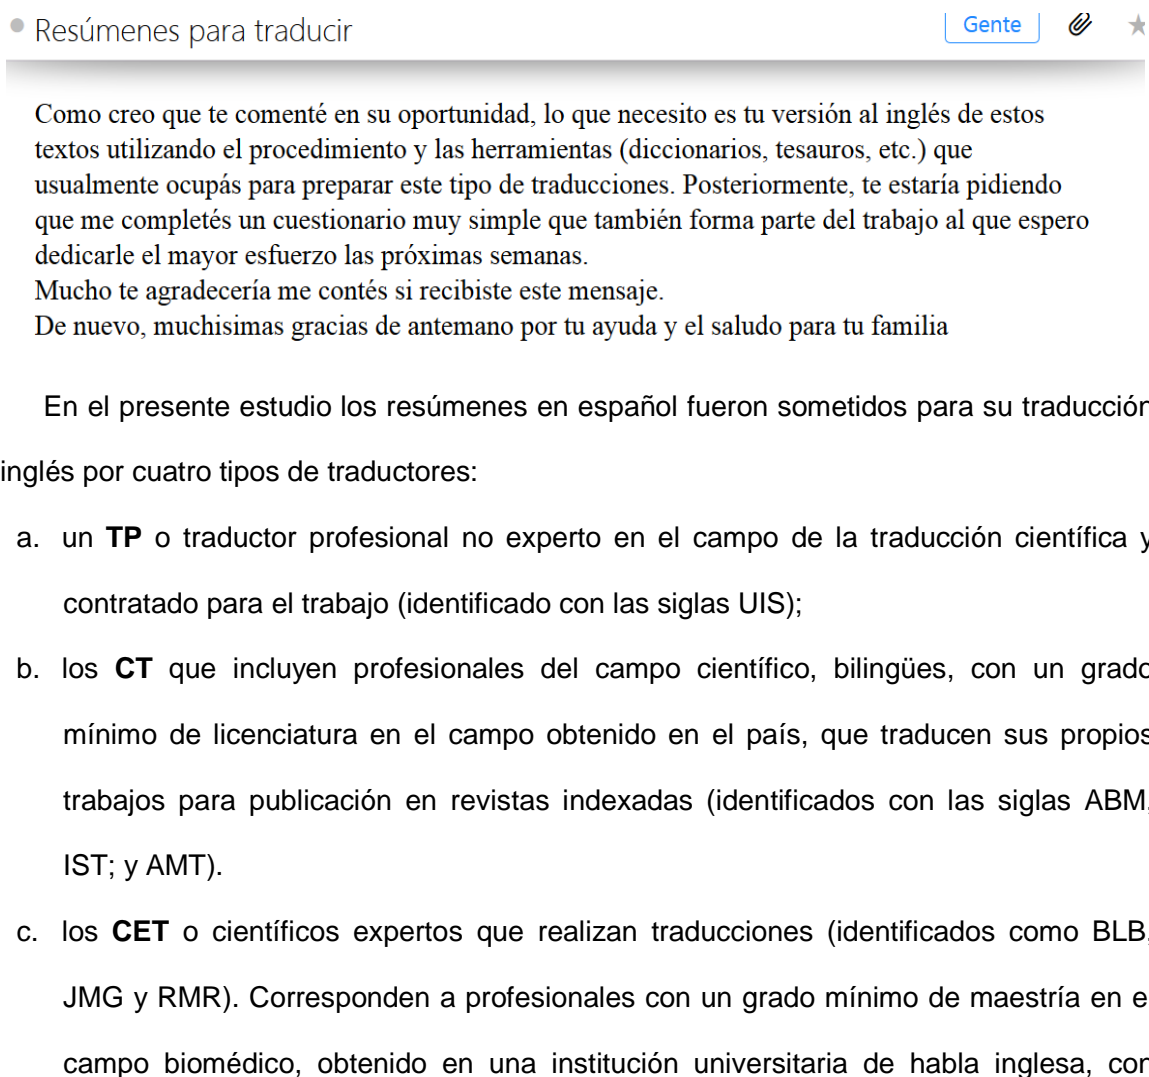 Resúmenes para traducir Gente
Como creo que te comenté en su oportunidad, lo que necesito es tu versión al inglés de estos
textos utilizando el procedimiento y las herramientas (diccionarios, tesauros, etc.) que
usualmente ocupás para preparar este tipo de traducciones. Posteriormente, te estaría pidiendo
que me completés un cuestionario muy simple que también forma parte del trabajo al que espero
dedicarle el mayor esfuerzo las próximas semanas.
Mucho te agradecería me contés si recibiste este mensaje.
De nuevo, muchisimas gracias de antemano por tu ayuda y el saludo para tu familia
En el presente estudio los resúmenes en español fueron sometidos para su traducción
inglés por cuatro tipos de traductores:
a. un TP o traductor profesional no experto en el campo de la traducción científica y
contratado para el trabajo (identificado con las siglas UIS);
b. los CT que incluyen profesionales del campo científico, bilingües, con un grado
mínimo de licenciatura en el campo obtenido en el país, que traducen sus propios
trabajos para publicación en revistas indexadas (identificados con las siglas ABM,
IST; y AMT).
c. los CET o científicos expertos que realizan traducciones (identificados como BLB,
JMG y RMR). Corresponden a profesionales con un grado mínimo de maestría en e
campo biomédico, obtenido en una institución universitaria de habla inglesa, con